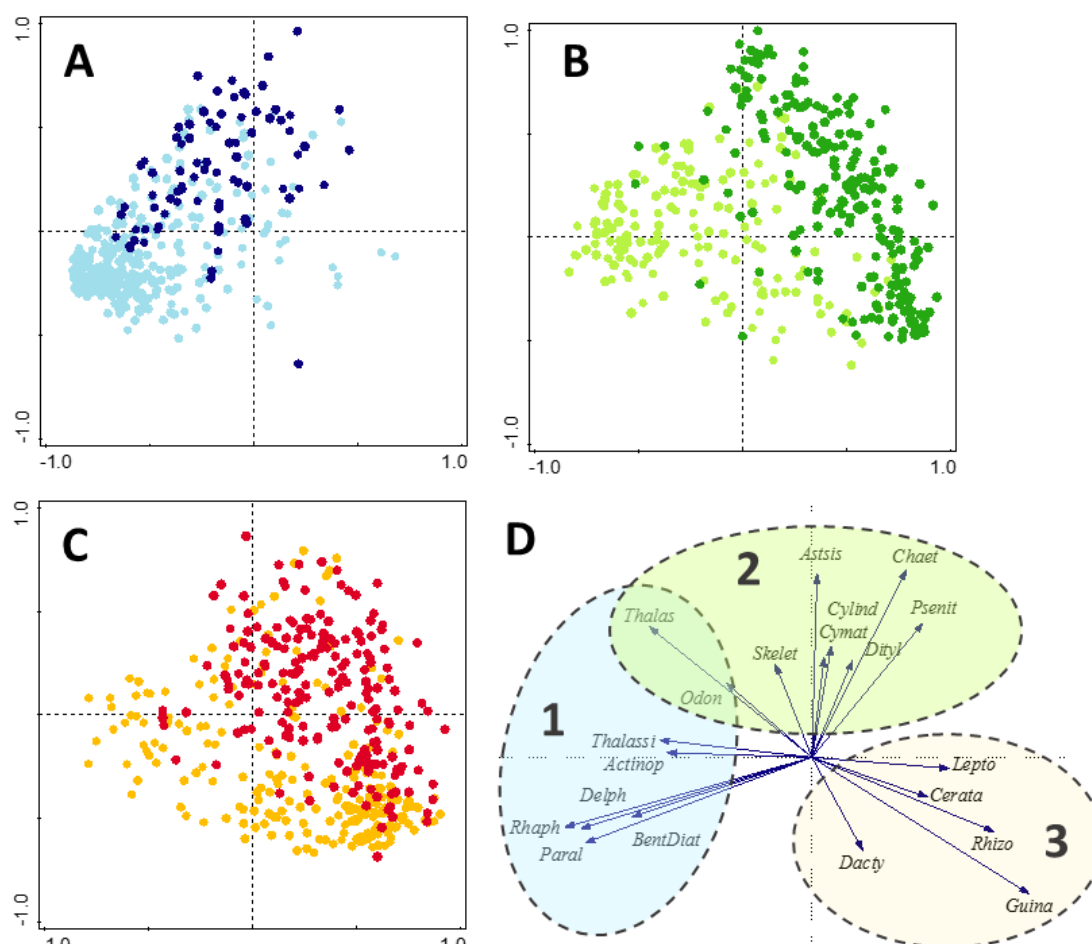 A
1.0
-1.0
-1.0
1.0
B
1.0
-1.0
-1.0
1.0
C
1.0
-1.0
1.0
D
1
2
3
Astsis
Chaet
Thalas
Cylind
Psenit
Cymat
Skelet
Dityl
Odon
Thalassi
Actinop
Lepto
Delph
Cerata
Rhaph
BentDiat
Rhizo
Paral
Dacty
Guina